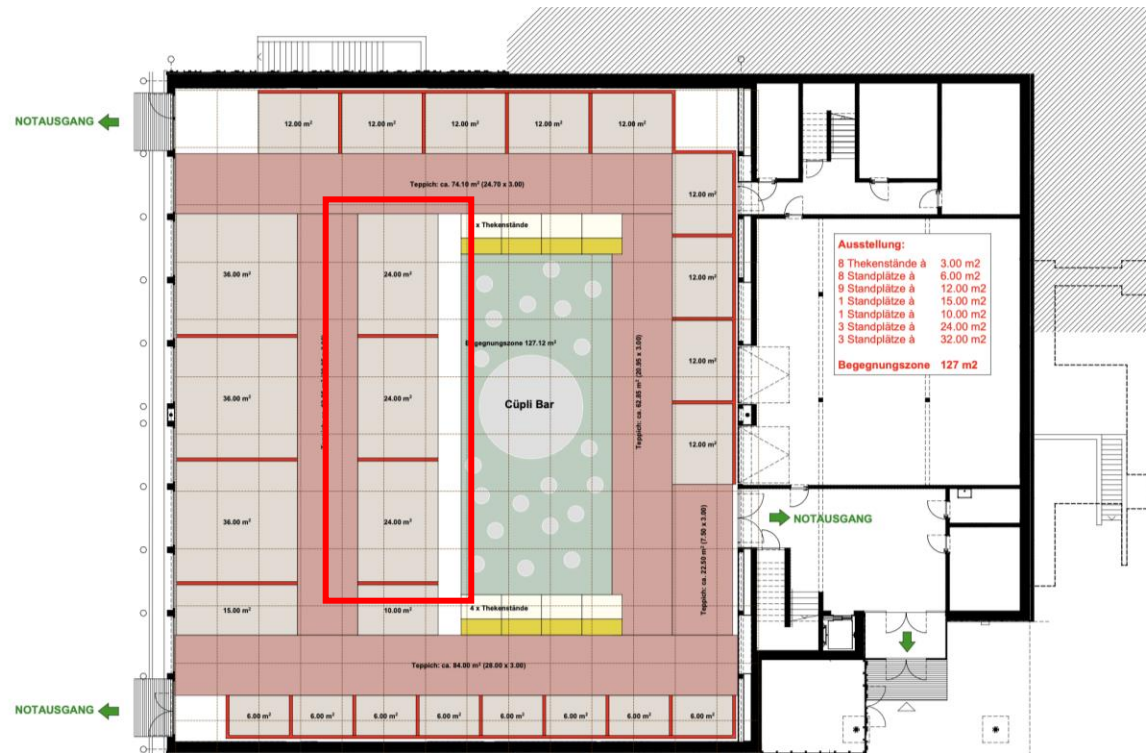 NOTAUSGANG
12.00 m²
12.00 m²
12.00 m²
12.00 m²
12.00 m²
Teppich: ca. 74.10 m² (24.70 x 3.00)
12.00 m²
x Thekenstände
36.00 m²
24.00 m²
12.00 m²
Ausstellung:
8 Thekenstände à 3.00 m2
8 Standplätze à 6.00 m2
9 Standplätze à 12.00 m2
1 Standplätze à 15.00 m2
1 Standplätze à 10.00 m2
3 Standplätze à 24.00 m2
3 Standplätze à 32.00 m2
Begegnungszone 127 m2
Begegnungszone 127.12 m²
Teppich: ca. 62.85 m² (20.95 x 3.00)
12.00 m²
36.00 m²
24.00 m²
Cüpli Bar
12.00 m²
36.00 m²
24.00 m²
NOTAUSGANG
Teppich: ca. 22.50 m² (7.50 x 3.00)
15.00 m²
10.00 m²
4 x Thekenstände
Teppich: ca. 84.00 m² (28.00 x 3.00)
NOTAUSGANG
6.00 m²
6.00 m²
6.00 m²
6.00 m²
6.00 m²
6.00 m²
6.00 m²
6.00 m²